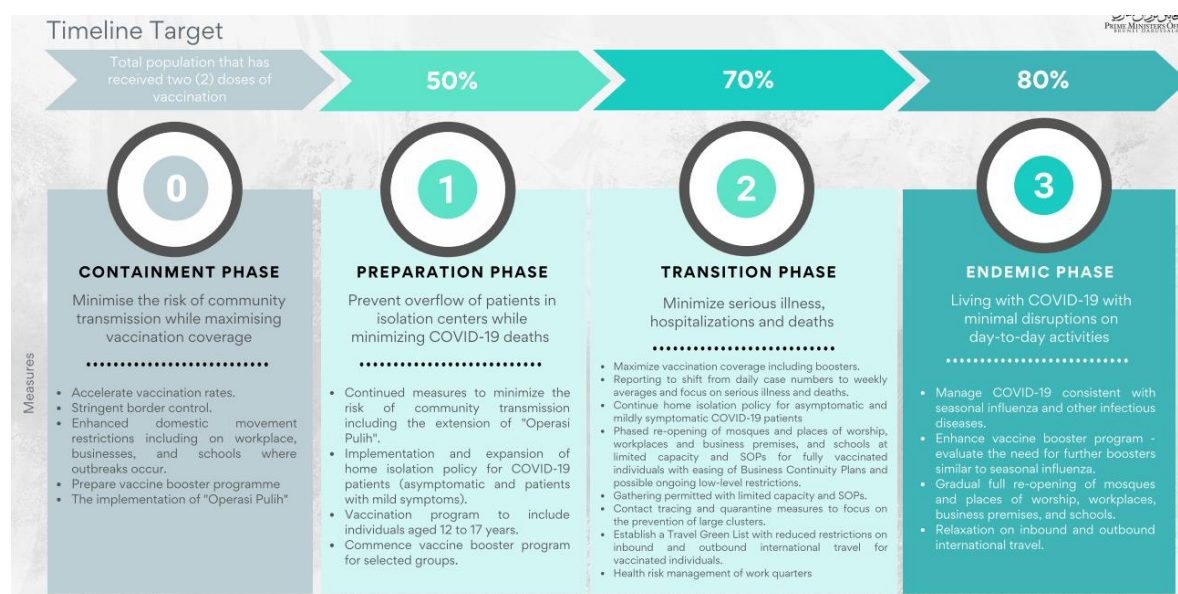 Timeline Target
PRIME MINISTER'S
Total population that has
received two (2) doses of
vaccination
50%
70%
80%
0
1
2
3
Measures
CONTAINMENT PHASE
Minimise the risk of community
transmission while maximising
vaccination coverage
• Accelerate vaccination rates.
• Stringent border control.
• Enhanced domestic movement
restrictions including on workplace,
businesses, and schools where
outbreaks occur.
• Prepare vaccine booster programme
• The implementation of "Operasi Pulih"
PREPARATION PHASE
Prevent overflow of patients in
isolation centers while
minimizing COVID-19 deaths
• Continued measures to minimize the
risk of community transmission
including the extension of "Operasi
Pulih".
• Implementation and expansion of
home isolation policy for COVID-19
patients (asymptomatic and patients
with mild symptoms).
• Vaccination program to include
individuals aged 12 to 17 years.
• Commence vaccine booster program
for selected groups.
TRANSITION PHASE
Minimize serious illness,
hospitalizations and deaths
• Maximize vaccination coverage including boosters.
• Reporting to shift from daily case numbers to weekly
averages and focus on serious illness and deaths.
• Continue home isolation policy for asymptomatic and
mildly symptomatic COVID-19 patients
• Phased re-opening of mosques and places of worship,
workplaces and business premises, and schools at
limited capacity and SOPs for fully vaccinated
individuals with easing of Business Continuity Plans and
possible ongoing low-level restrictions.
• Gathering permitted with limited capacity and SOPs.
• Contact tracing and quarantine measures to focus on
the prevention of large clusters.
• Establish a Travel Green List with reduced restrictions on
inbound and outbound international travel for
vaccinated individuals.
• Health risk management of work quarters
ENDEMIC PHASE
Living with COVID-19 with
minimal disruptions on
day-to-day activities
• Manage COVID-19 consistent with
seasonal influenza and other infectious
diseases.
• Enhance vaccine booster program -
evaluate the need for further boosters
similar to seasonal influenza.
• Gradual full re-opening of mosques
and places of worship, workplaces,
business premises, and schools.
• Relaxation on inbound and outbound
international travel.